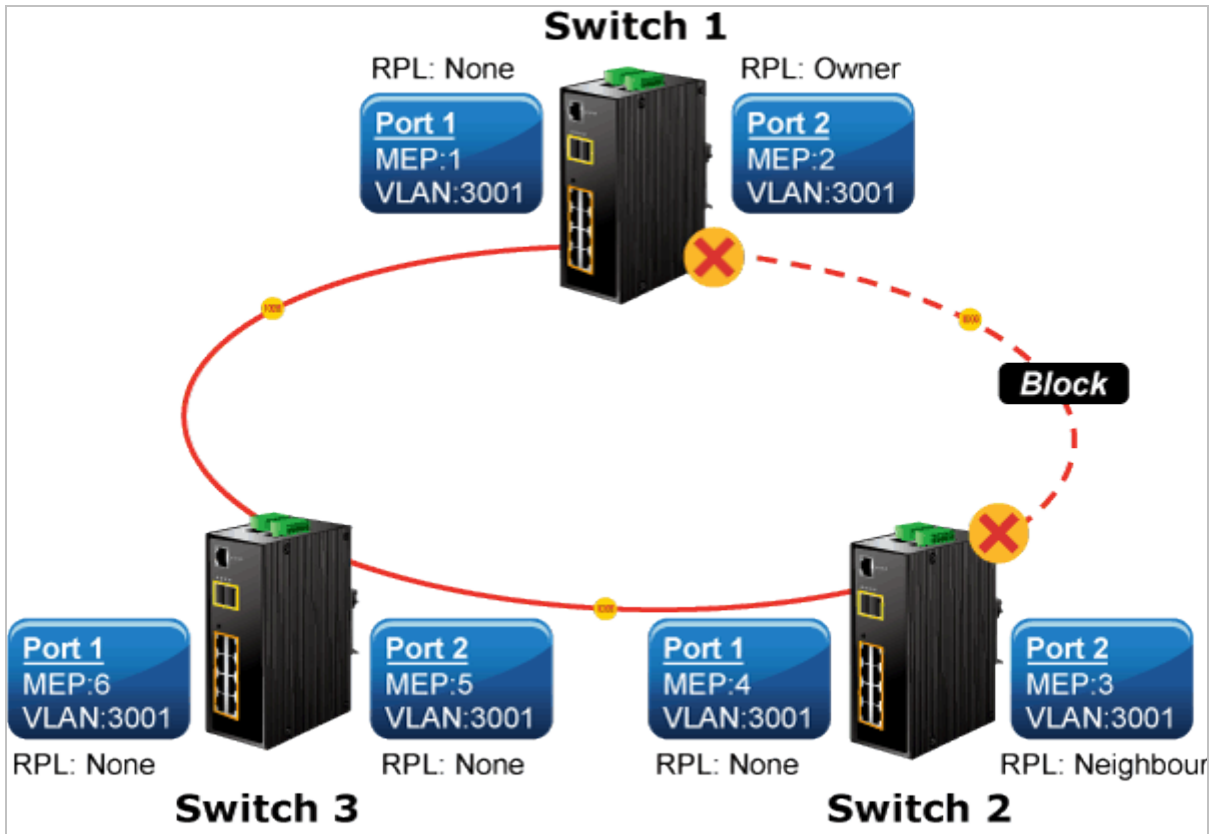 Switch 1
RPL: None
RPL: Owner
Port 1
MEP:1
VLAN:3001
Port 2
MEP:2
VLAN:3001
Block
Port 1
MEP:6
VLAN:3001
RPL: None
Port 2
MEP:5
VLAN:3001
RPL: None
Switch 3
Port 1
MEP:4
VLAN:3001
RPL: None
Port 2
MEP:3
VLAN:3001
RPL: Neighbour
Switch 2